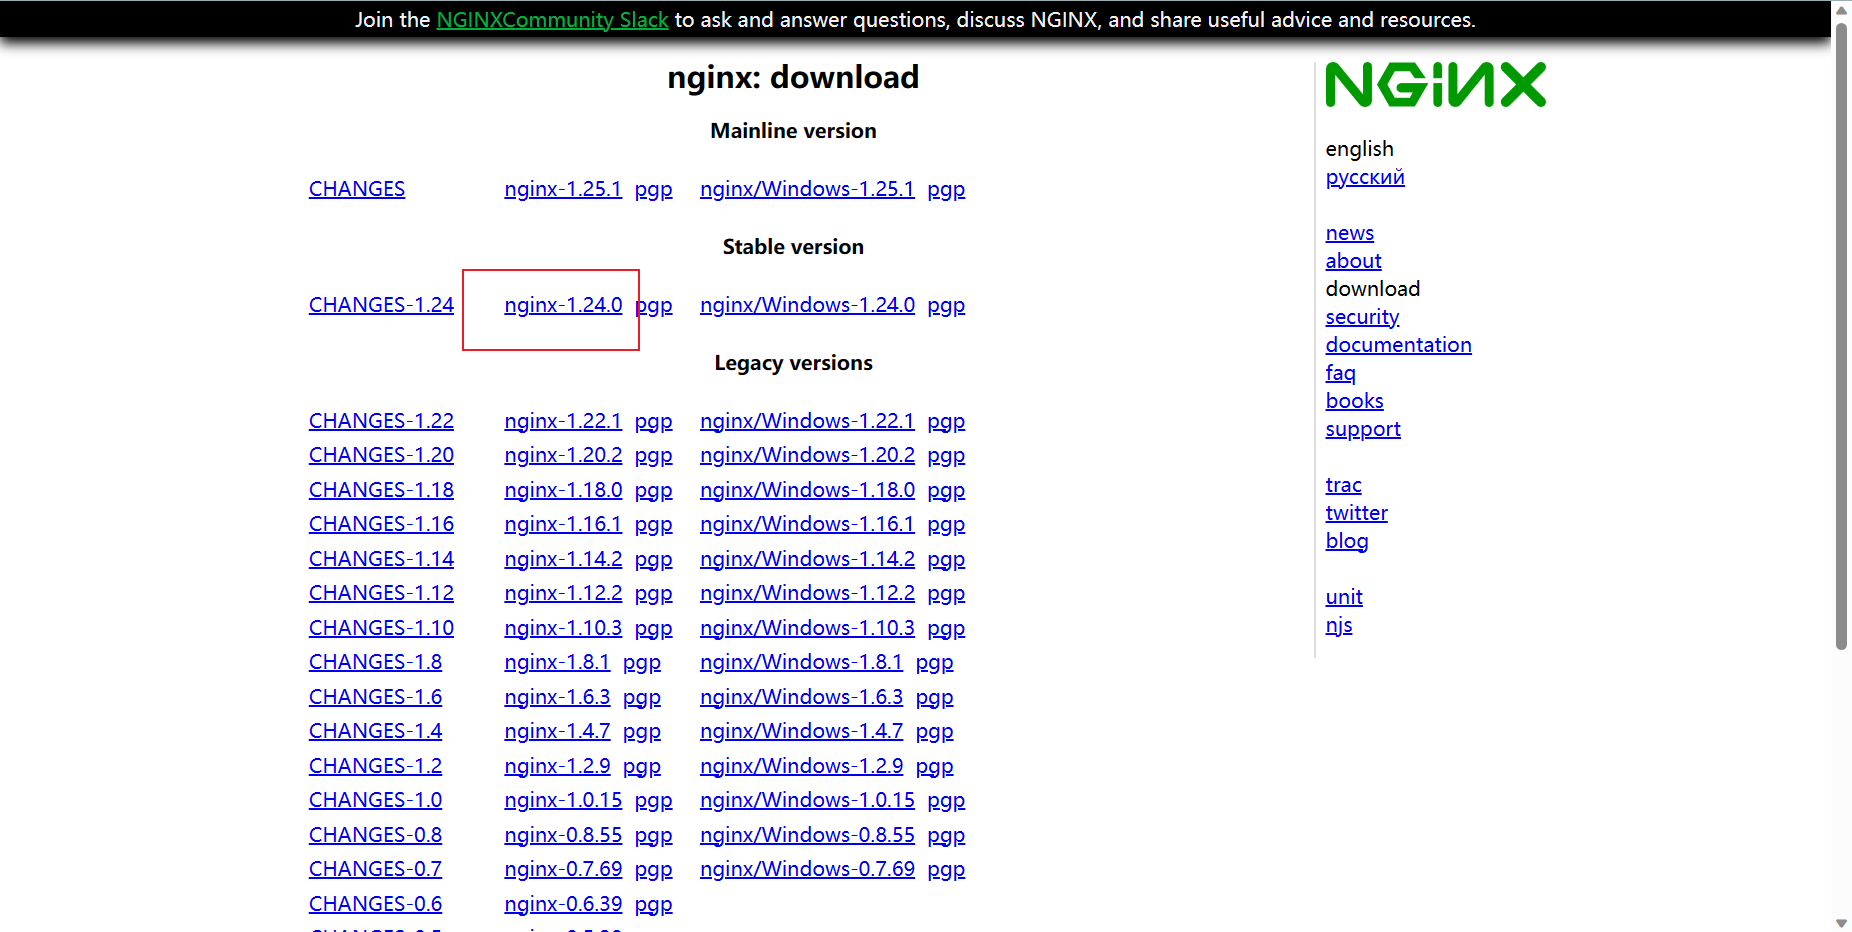 Join the NGINXCommunity Slack to ask and answer questions, discuss NGINX, and share useful advice and resources.
nginx: download
Mainline version
CHANGES nginx-1.25.1 pgp nginx/Windows-1.25.1 pgp
Stable version
CHANGES-1.24 nginx-1.24.0 pgp nginx/Windows-1.24.0 pgp
Legacy versions
CHANGES-1.22 nginx-1.22.1 pgp nginx/Windows-1.22.1 pgp
CHANGES-1.20 nginx-1.20.2 pgp nginx/Windows-1.20.2 pgp
CHANGES-1.18 nginx-1.18.0 pgp nginx/Windows-1.18.0 pgp
CHANGES-1.16 nginx-1.16.1 pgp nginx/Windows-1.16.1 pgp
CHANGES-1.14 nginx-1.14.2 pgp nginx/Windows-1.14.2 pgp
CHANGES-1.12 nginx-1.12.2 pgp nginx/Windows-1.12.2 pgp
CHANGES-1.10 nginx-1.10.3 pgp nginx/Windows-1.10.3 pgp
CHANGES-1.8 nginx-1.8.1 pgp nginx/Windows-1.8.1 pgp
CHANGES-1.6 nginx-1.6.3 pgp nginx/Windows-1.6.3 pgp
CHANGES-1.4 nginx-1.4.7 pgp nginx/Windows-1.4.7 pgp
CHANGES-1.2 nginx-1.2.9 pgp nginx/Windows-1.2.9 pgp
CHANGES-1.0 nginx-1.0.15 pgp nginx/Windows-1.0.15 pgp
CHANGES-0.8 nginx-0.8.55 pgp nginx/Windows-0.8.55 pgp
CHANGES-0.7 nginx-0.7.69 pgp nginx/Windows-0.7.69 pgp
CHANGES-0.6 nginx-0.6.39 pgp
NGINX
english
русский
news
about
download
security
documentation
faq
books
support
trac
twitter
blog
unit
njs